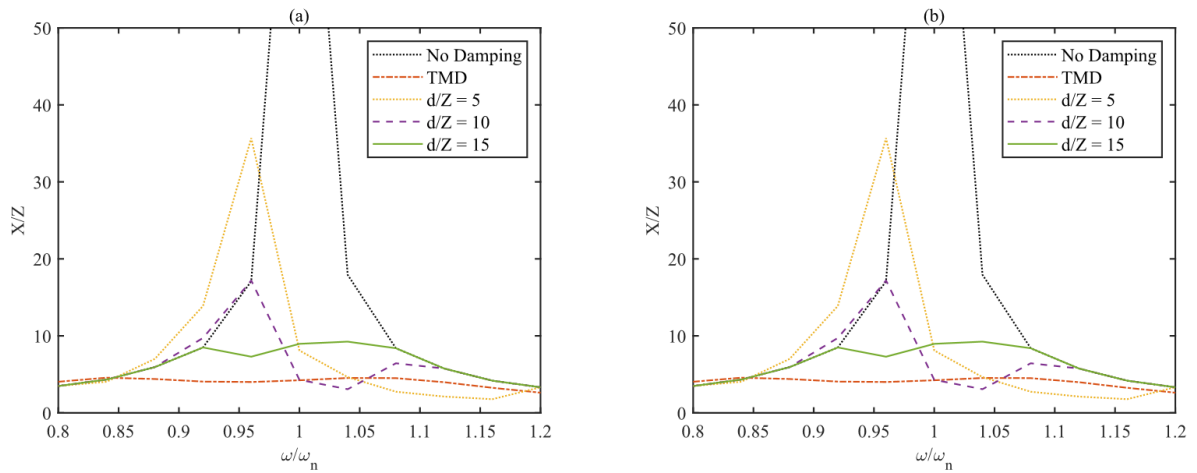 (a)
50
40
30
20
10
0
X/Z
No Damping
TMD
d/Z = 5
d/Z = 10
d/Z = 15
0.8 0.85 0.9 0.95 1 1.05 1.1 1.15 1.2
ω/ωn
(b)
50
40
30
20
10
0
X/Z
No Damping
TMD
d/Z = 5
d/Z = 10
d/Z = 15
0.8 0.85 0.9 0.95 1 1.05 1.1 1.15 1.2
ω/ωn